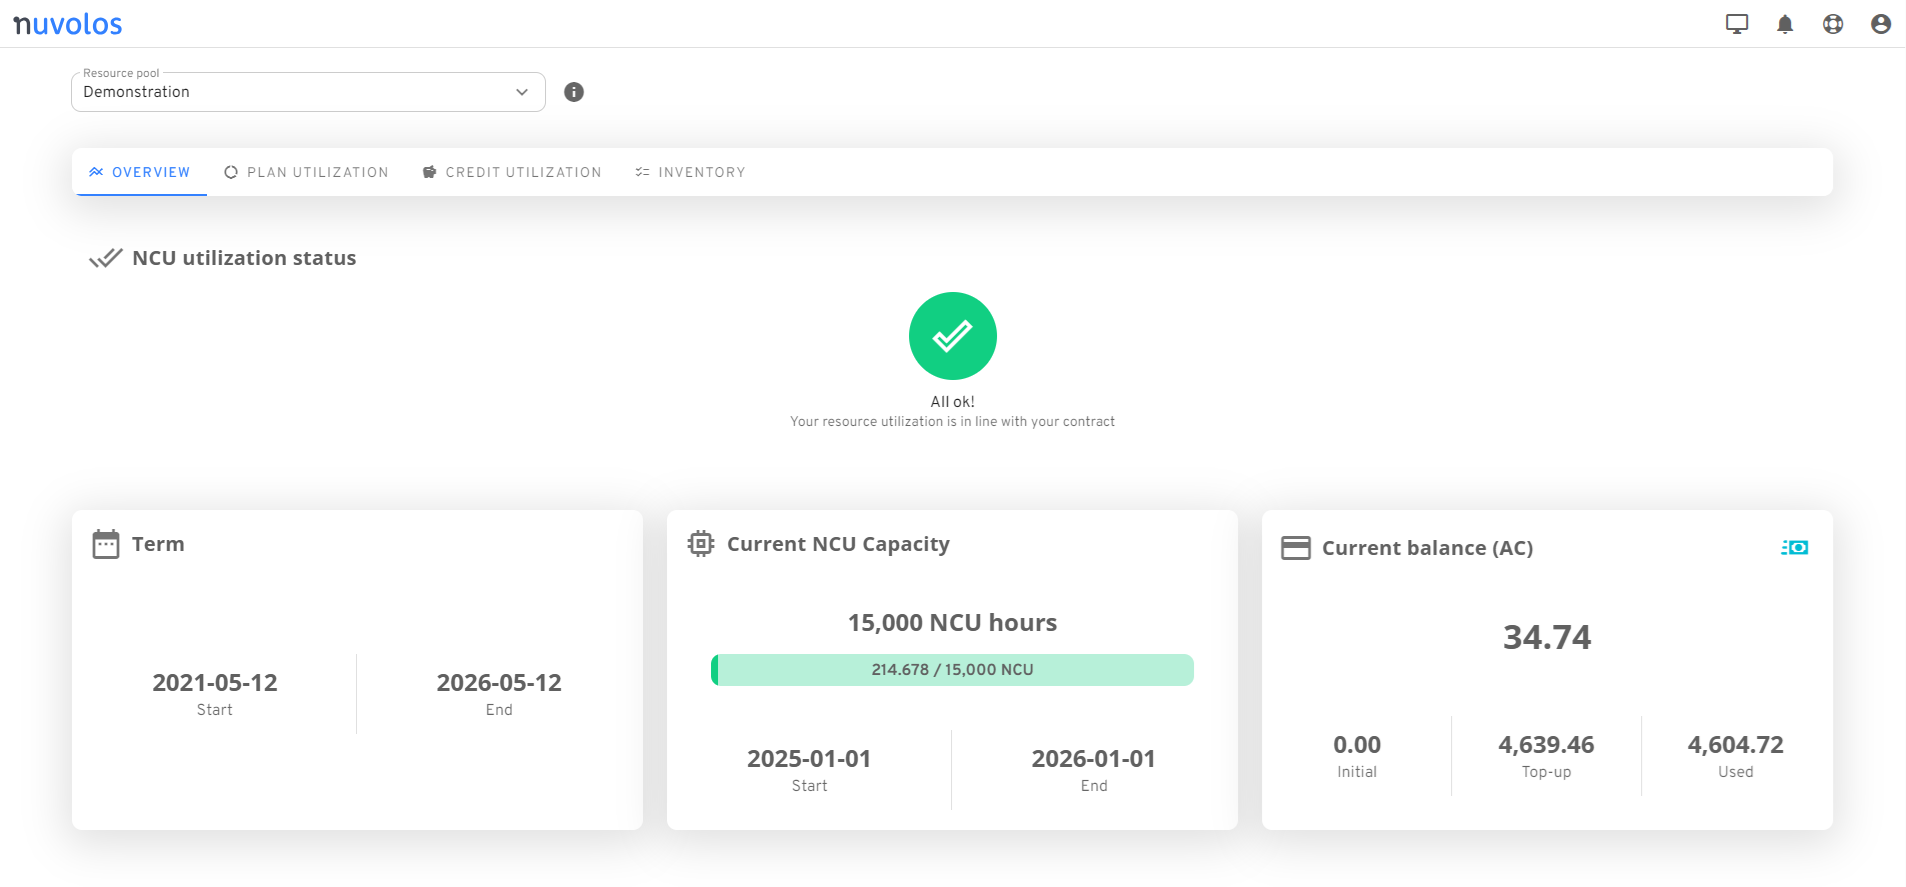 nuvolos
Resource pool
Demonstration
OVERVIEW
PLAN UTILIZATION
CREDIT UTILIZATION
INVENTORY
NCU utilization status
All ok!
Your resource utilization is in line with your contract
Term
2021-05-12
Start
2026-05-12
End
Current NCU Capacity
15,000 NCU hours
214.678 / 15,000 NCU
2025-01-01
Start
2026-01-01
End
Current balance (AC)
34.74
0.00
Initial
4,639.46
Top-up
4,604.72
Used